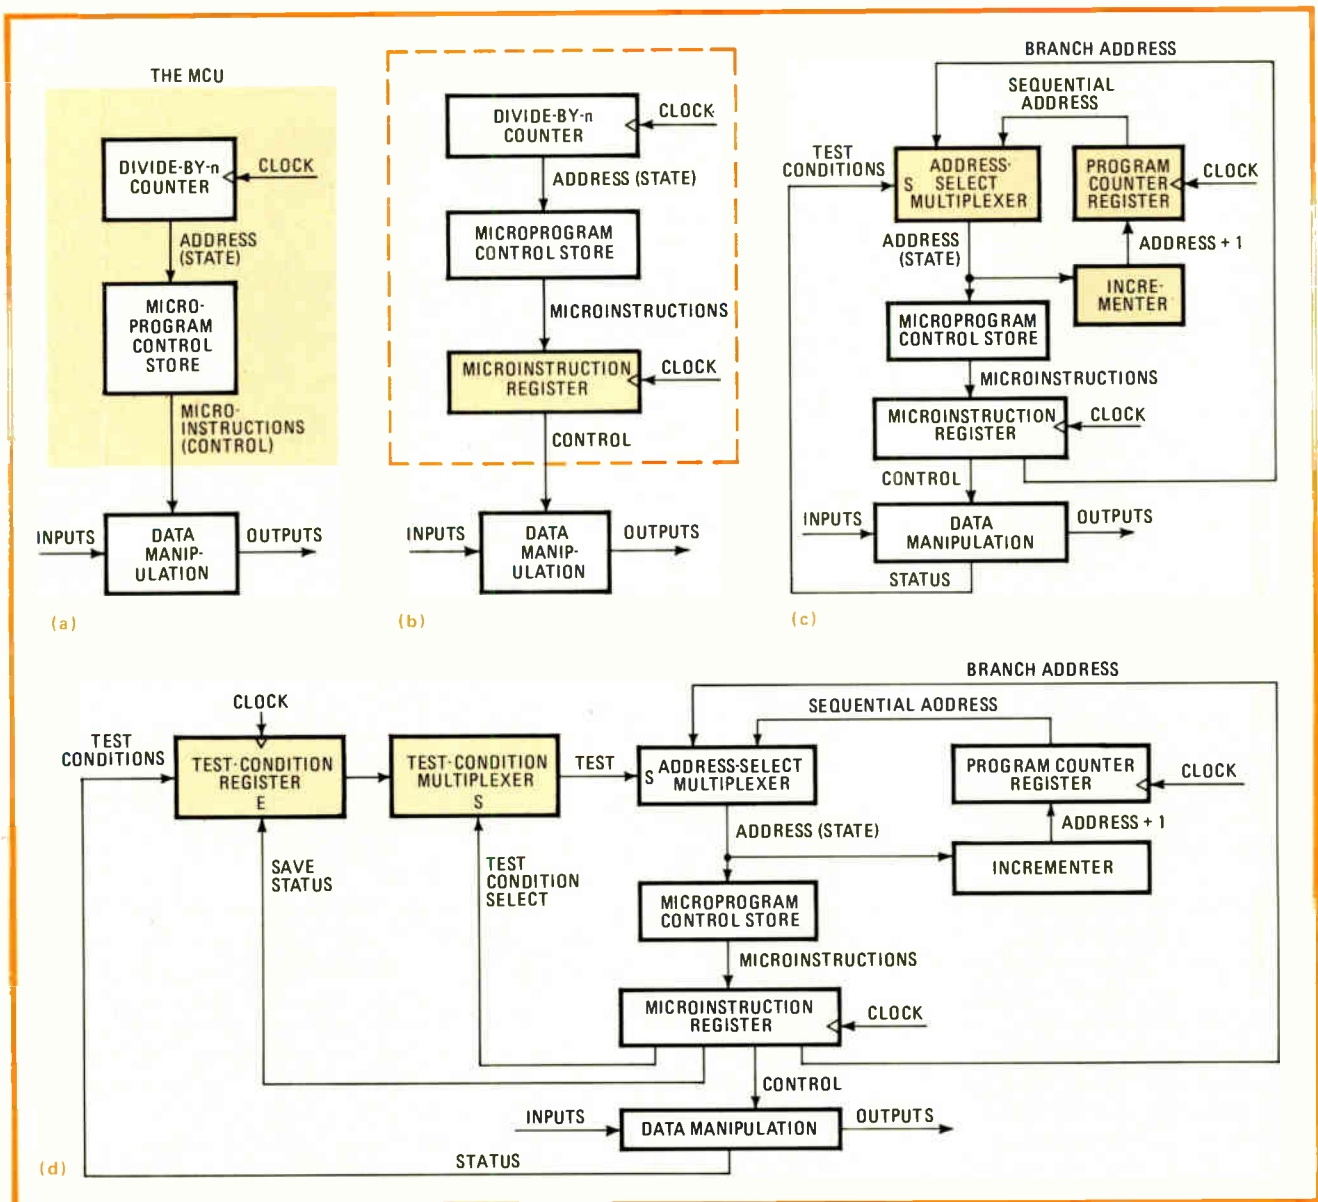 THE MCU
DIVIDE-BY-n
COUNTER
CLOCK
ADDRESS
(STATE)
MICRO-
PROGRAM
CONTROL
STORE
MICRO-
INSTRUCTIONS
(CONTROL)
INPUTS
DATA
MANIP-
ULATION
OUTPUTS
(a)
DIVIDE-BY-n
COUNTER
CLOCK
ADDRESS (STATE)
MICROPROGRAM
CONTROL STORE
MICROINSTRUCTIONS
MICROINSTRUCTION
REGISTER
CLOCK
CONTROL
INPUTS
DATA
MANIP-
ULATION
OUTPUTS
(b)
BRANCH ADDRESS
SEQUENTIAL
ADDRESS
TEST
CONDITIONS
S
ADDRESS-
SELECT
MULTIPLEXER
PROGRAM
COUNTER
REGISTER
CLOCK
ADDRESS
(STATE)
ADDRESS + 1
INCRE-
MENTER
MICROPROGRAM
CONTROL STORE
MICROINSTRUCTIONS
MICROINSTRUCTION
REGISTER
CLOCK
CONTROL
INPUTS
DATA
MANIPULATION
OUTPUTS
STATUS
(c)
BRANCH ADDRESS
SEQUENTIAL ADDRESS
CLOCK
TEST
CONDITIONS
TEST-CONDITION
REGISTER
E
TEST-CONDITION
MULTIPLEXER
S
TEST
S
ADDRESS-SELECT
MULTIPLEXER
PROGRAM COUNTER
REGISTER
CLOCK
ADDRESS (STATE)
ADDRESS + 1
INCREMENTER
SAVE
STATUS
TEST
CONDITION
SELECT
MICROPROGRAM
CONTROL STORE
MICROINSTRUCTIONS
MICROINSTRUCTION
REGISTER
CLOCK
CONTROL
INPUTS
DATA MANIPULATION
OUTPUTS
STATUS
(d)